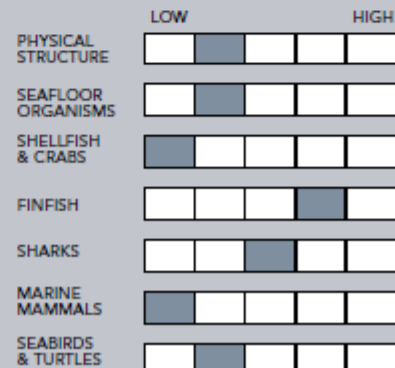 LOW HIGH
PHYSICAL
STRUCTURE
SEAFLOOR
ORGANISMS
SHELLFISH
& CRABS
FINFISH
SHARKS
MARINE
MAMMALS
SEABIRDS
& TURTLES